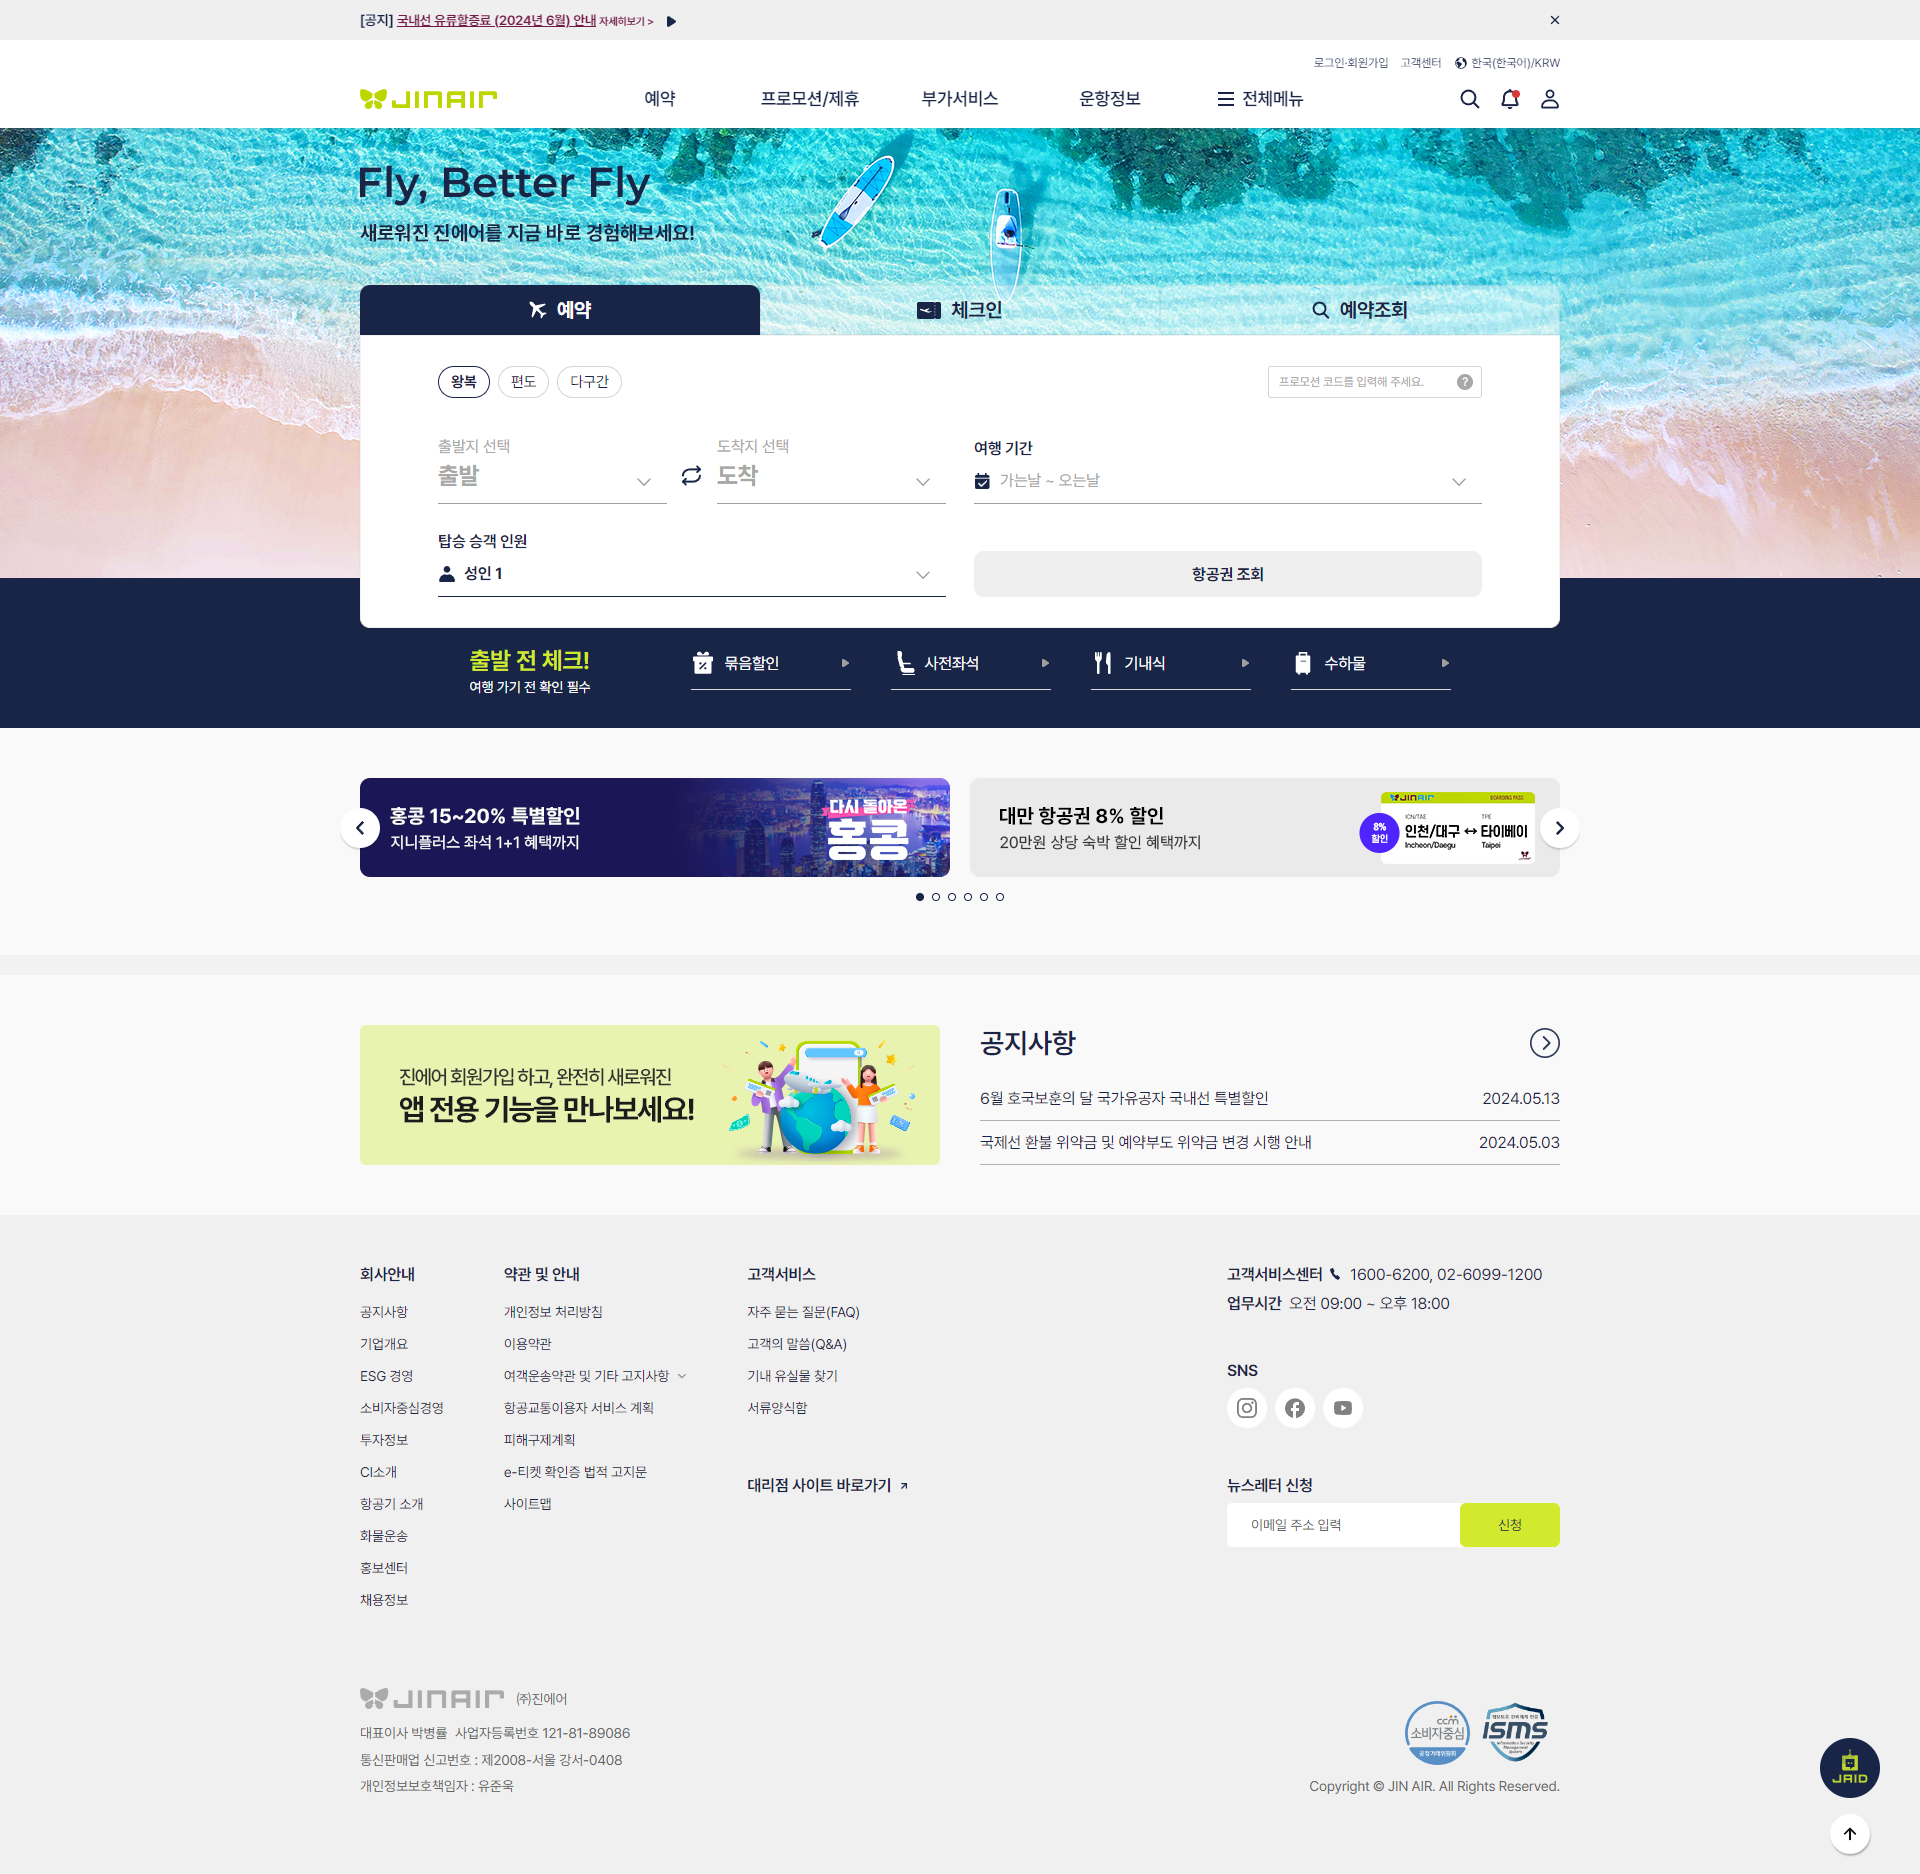 [공지] 국내선 유류할증료 (2024년 6월) 안내 자세히보기 >
로그인·회원가입 고객센터 한국(한국어)/KRW
JINAIR 예약 프로모션/제휴 부가서비스 운항정보 전체메뉴
Fly, Better Fly
새로워진 진에어를 지금 바로 경험해보세요!
예약 체크인 예약조회
왕복 편도 다구간 프로모션 코드를 입력해 주세요. ?
출발지 선택 도착지 선택 여행 기간
출발 도착 가는날 ~ 오는날
탑승 승객 인원
성인 1 항공권 조회
출발 전 체크!
여행 가기 전 확인 필수
묶음할인 사전좌석 기내식 수하물
홍콩 15~20% 특별할인
지니플러스 좌석 1+1 혜택까지
다시 돌아온
홍콩
대만 항공권 8% 할인
20만원 상당 숙박 할인 혜택까지
8%
할인
JINAIR BOARDING PASS
ICN/TAE TPE
인천/대구 ↔ 타이베이
Incheon/Daegu Taipei
진에어 회원가입 하고, 완전히 새로워진
앱 전용 기능을 만나보세요!
공지사항
6월 호국보훈의 달 국가유공자 국내선 특별할인 2024.05.13
국제선 환불 위약금 및 예약부도 위약금 변경 시행 안내 2024.05.03
회사안내
공지사항
기업개요
ESG 경영
소비자중심경영
투자정보
CI소개
항공기 소개
화물운송
홍보센터
채용정보
약관 및 안내
개인정보 처리방침
이용약관
여객운송약관 및 기타 고지사항
항공교통이용자 서비스 계획
피해구제계획
e-티켓 확인증 법적 고지문
사이트맵
고객서비스
자주 묻는 질문(FAQ)
고객의 말씀(Q&A)
기내 유실물 찾기
서류양식함
대리점 사이트 바로가기
고객서비스센터 1600-6200, 02-6099-1200
업무시간 오전 09:00 ~ 오후 18:00
SNS
뉴스레터 신청
이메일 주소 입력 신청
JINAIR ㈜진에어
대표이사 박병률 사업자등록번호 121-81-89086
통신판매업 신고번호 : 제2008-서울 강서-0408
개인정보보호책임자 : 유준욱
ccm
소비자중심
공정거래위원회
ISMS
Information Security
Management
System
Copyright © JIN AIR. All Rights Reserved.
JAID